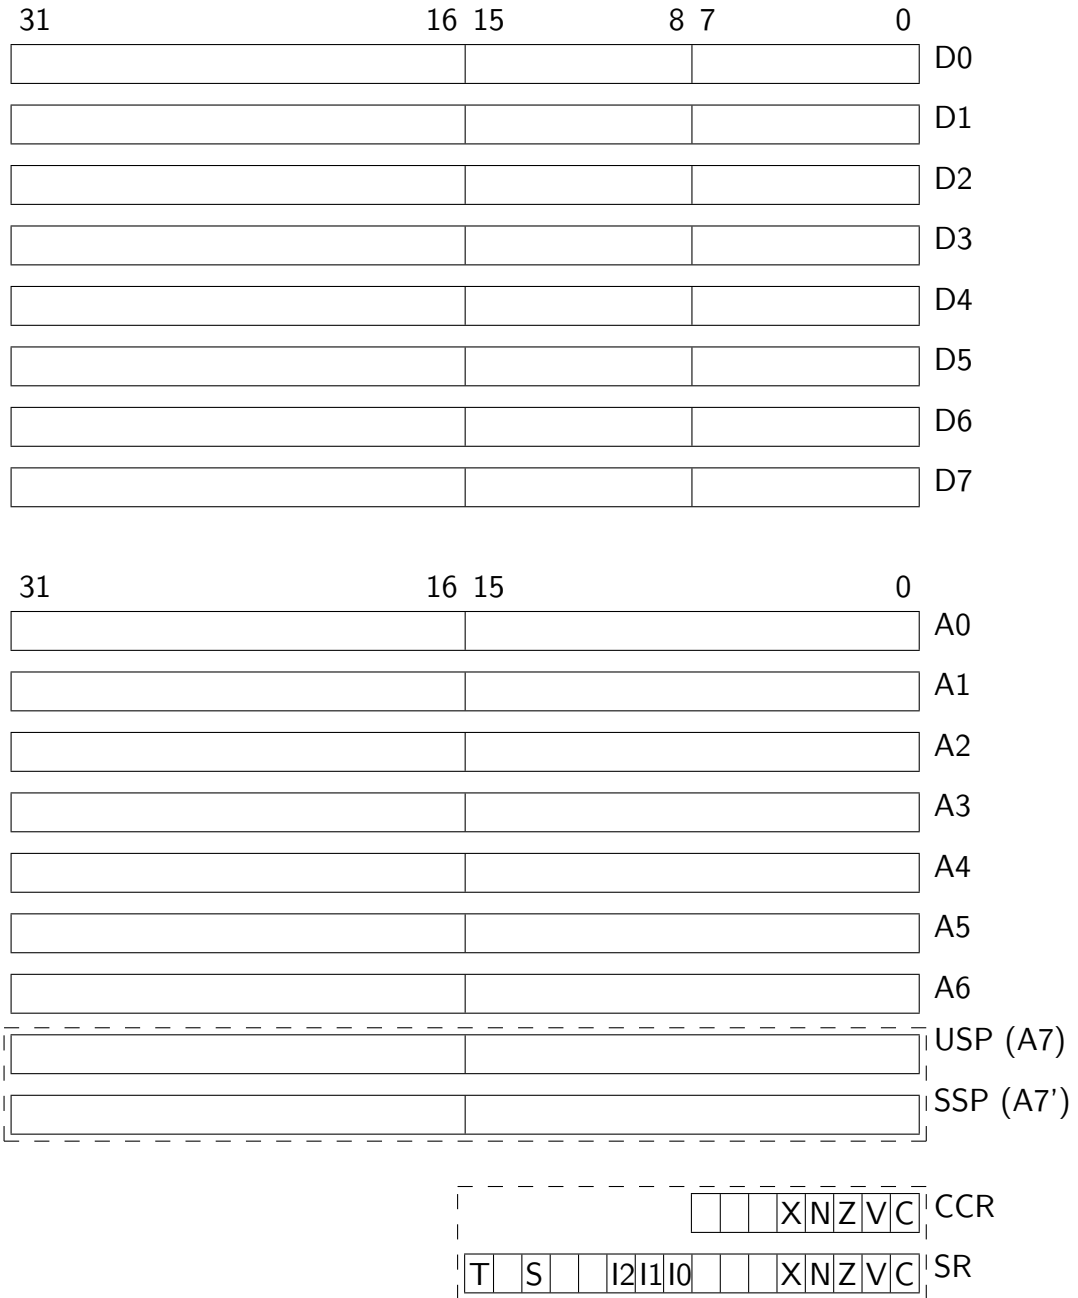 31 16 15 8 7 0
D0
D1
D2
D3
D4
D5
D6
D7
31 16 15 0
A0
A1
A2
A3
A4
A5
A6
USP (A7)
SSP (A7')
X N Z V C CCR
T S I2 I1 I0 X N Z V C SR